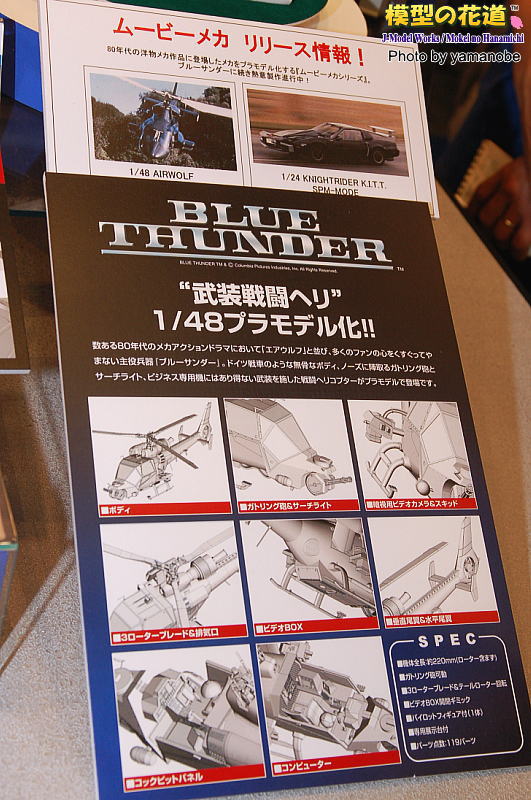 模型の花道™
J-Model Works / Mokei no Hanamichi
Photo by yamanobe
ムービーメカ リリース情報！
80年代の洋物メカ作品に登場したメカをプラモデル化する『ムービーメカシリーズ』。
ブルーサンダーに続き熱意製作進行中！
1/48 AIRWOLF
1/24 KNIGHTRIDER K.I.T.T.
SPM-MODE
BLUE
THUNDER™
BLUE THUNDER TM & © Columbia Pictures Industries, Inc. All Rights Reserved.
“武装戦闘ヘリ”
1/48プラモデル化!!
数ある80年代のメカアクションドラマにおいて「エアウルフ」と並び、多くのファンの心をくすぐってや
まない主役兵器「ブルーサンダー」。ドイツ戦車のような無骨なボディ、ノーズに陣取るガトリング砲と
サーチライト、ビジネス専用機にはあり得ない武装を施した戦闘ヘリコプターがプラモデルで登場です。
■ボディ
■ガトリング砲&サーチライト
■暗視用ビデオカメラ&スキッド
■3ローターブレード&排気口
■ビデオBOX
■垂直尾翼&水平尾翼
■コックピットパネル
■コンピューター
SPEC
■機体全長:約220mm(ローター含まず)
■ガトリング砲可動
■3ローターブレード&テールローター回転
■ビデオBOX開閉ギミック
■パイロットフィギュア付(1体)
■専用展示台付
■パーツ点数:119パーツ